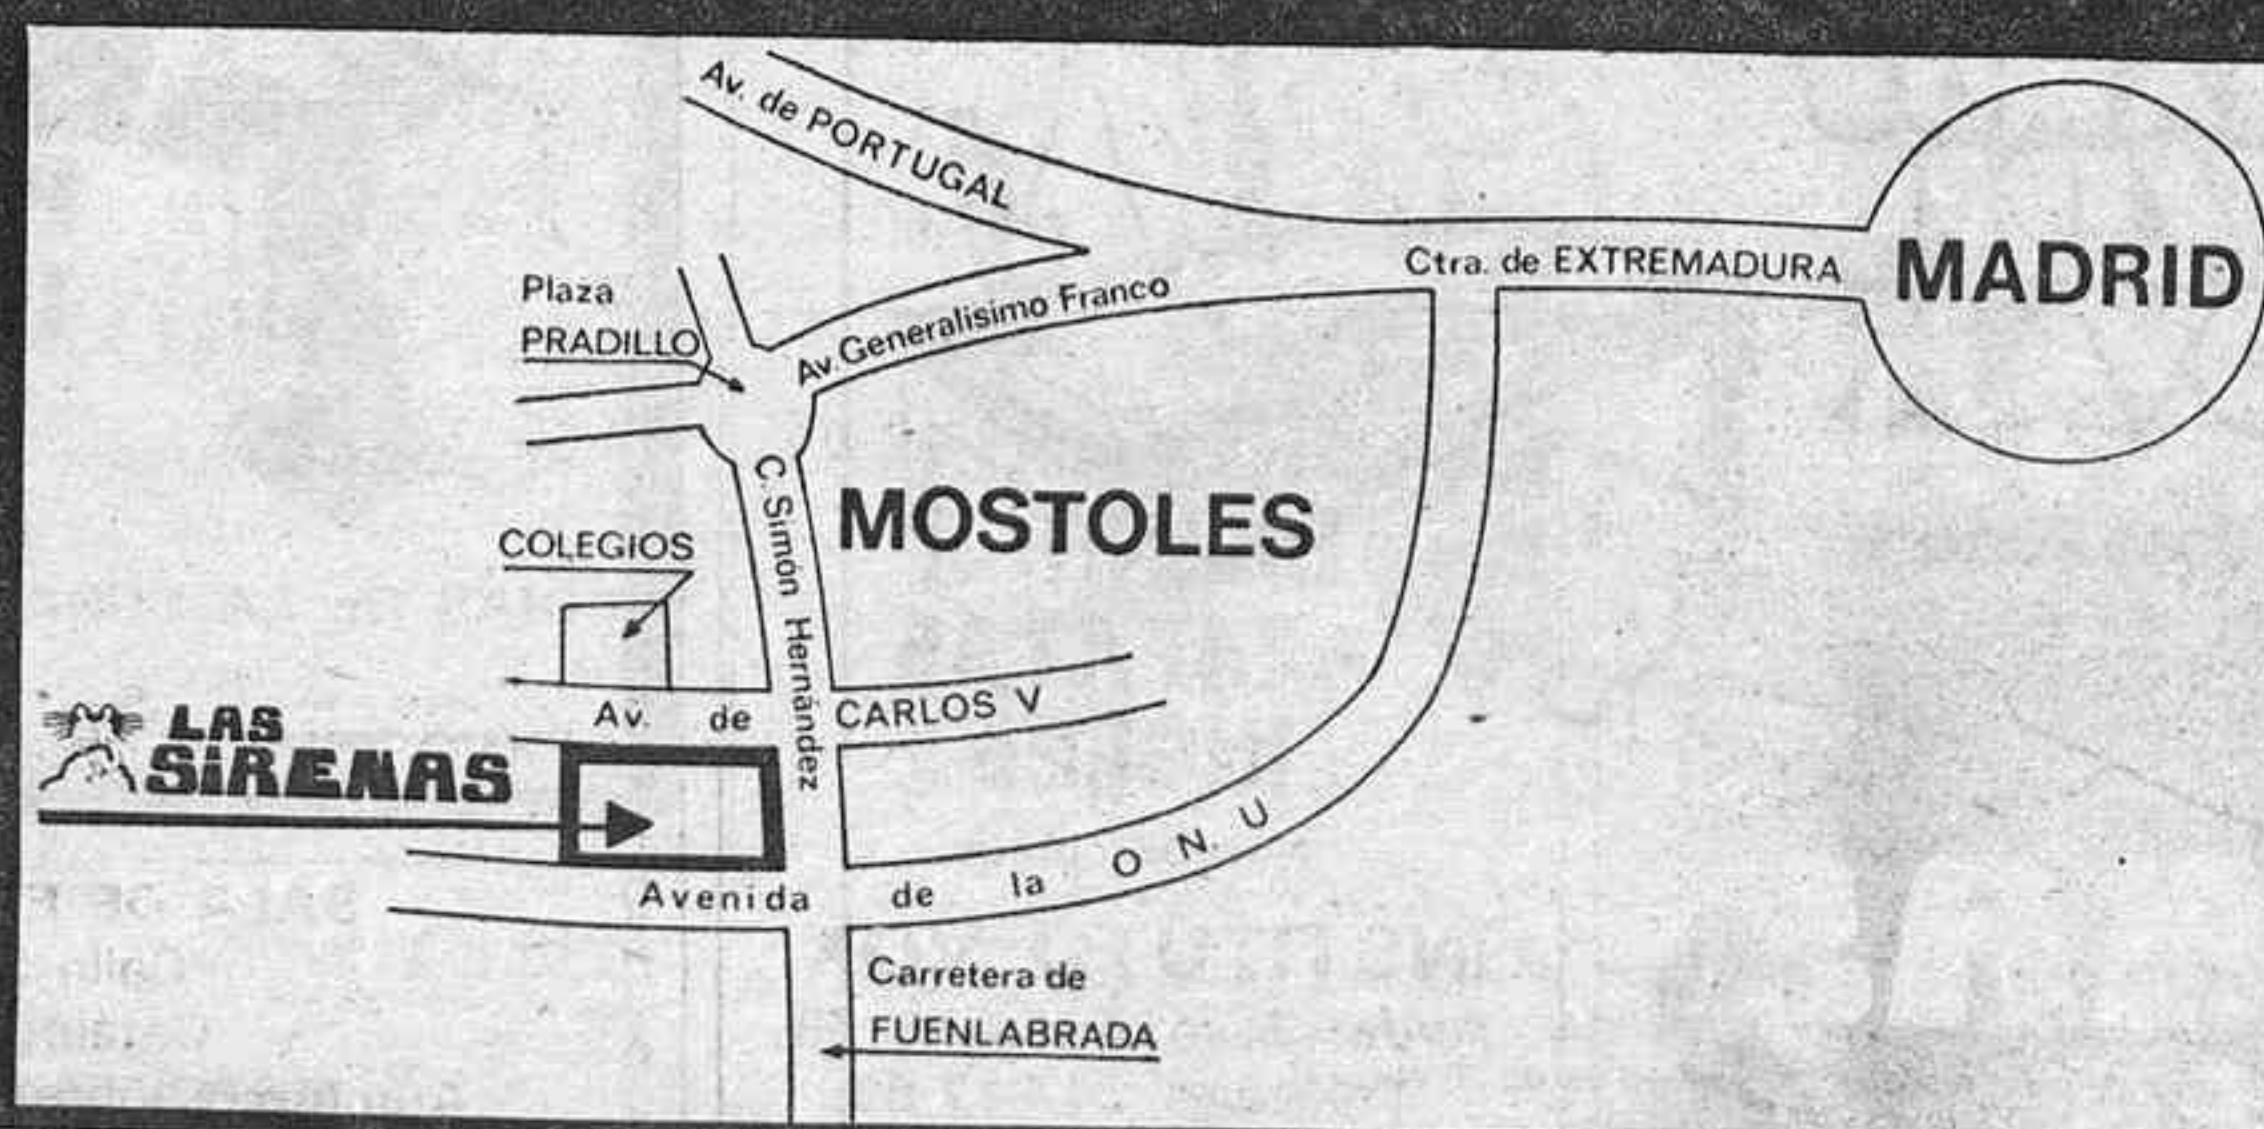 Av. de PORTUGAL
Ctra. de EXTREMADURA
MADRID
Plaza
PRADILLO
Av. Generalisimo Franco
C. Simón Hernández
MOSTOLES
COLEGIOS
Av. de CARLOS V
LAS
SiRENAS
Avenida de la O N. U
Carretera de
FUENLABRADA